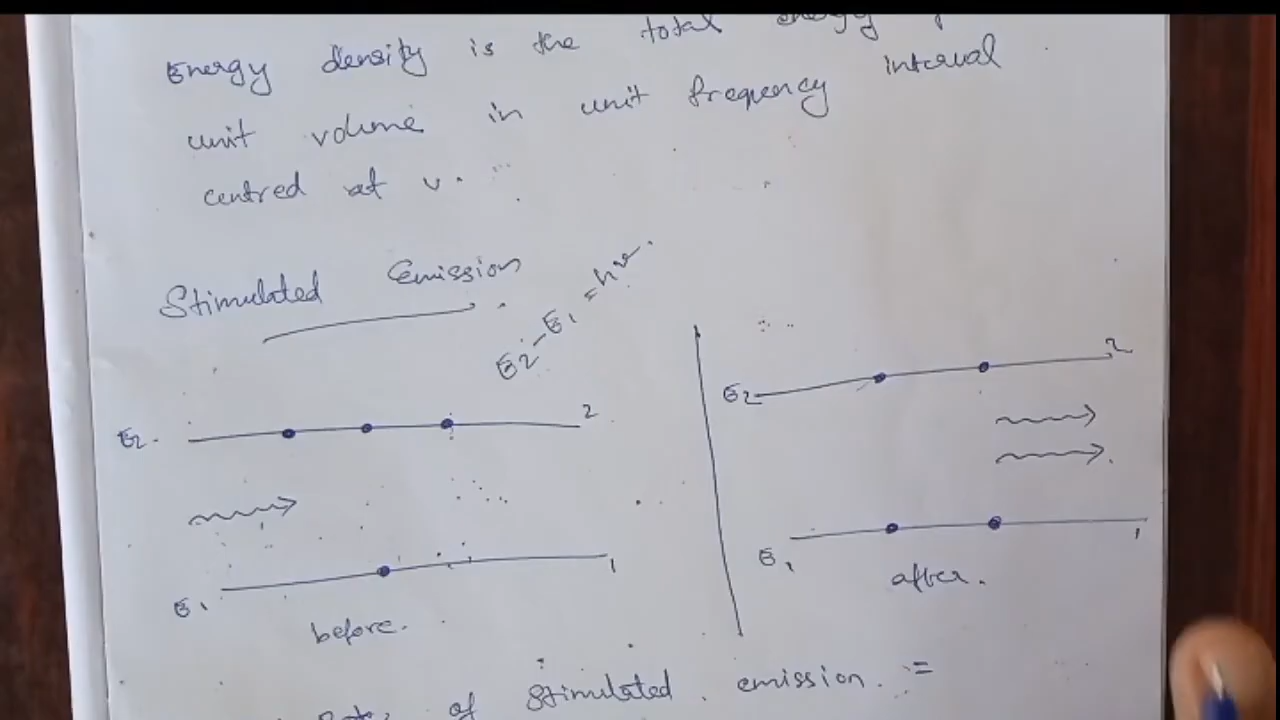 Energy density is the total energy
unit volume in unit frequency interval
centred at ν.
Stimulated Emission
E2 - E1 = hν.
E2. 2
E1. 1
before.
E2 2
E1 1
after.
of stimulated emission. =